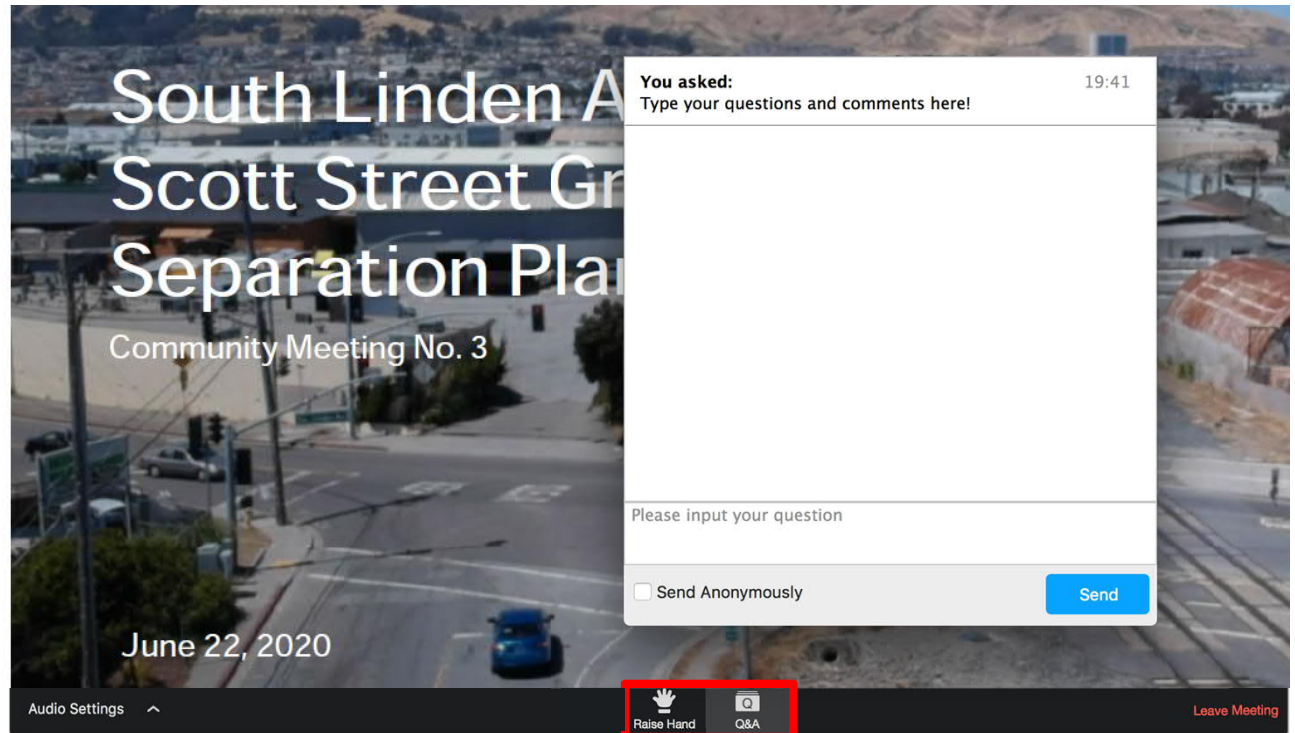 South Linden A
Scott Street Gr
Separation Pla
Community Meeting No. 3
June 22, 2020
You asked:
19:41
Type your questions and comments here!
Please input your question
Send Anonymously
Send
Audio Settings
Raise Hand
Q
Q&A
Leave Meeting